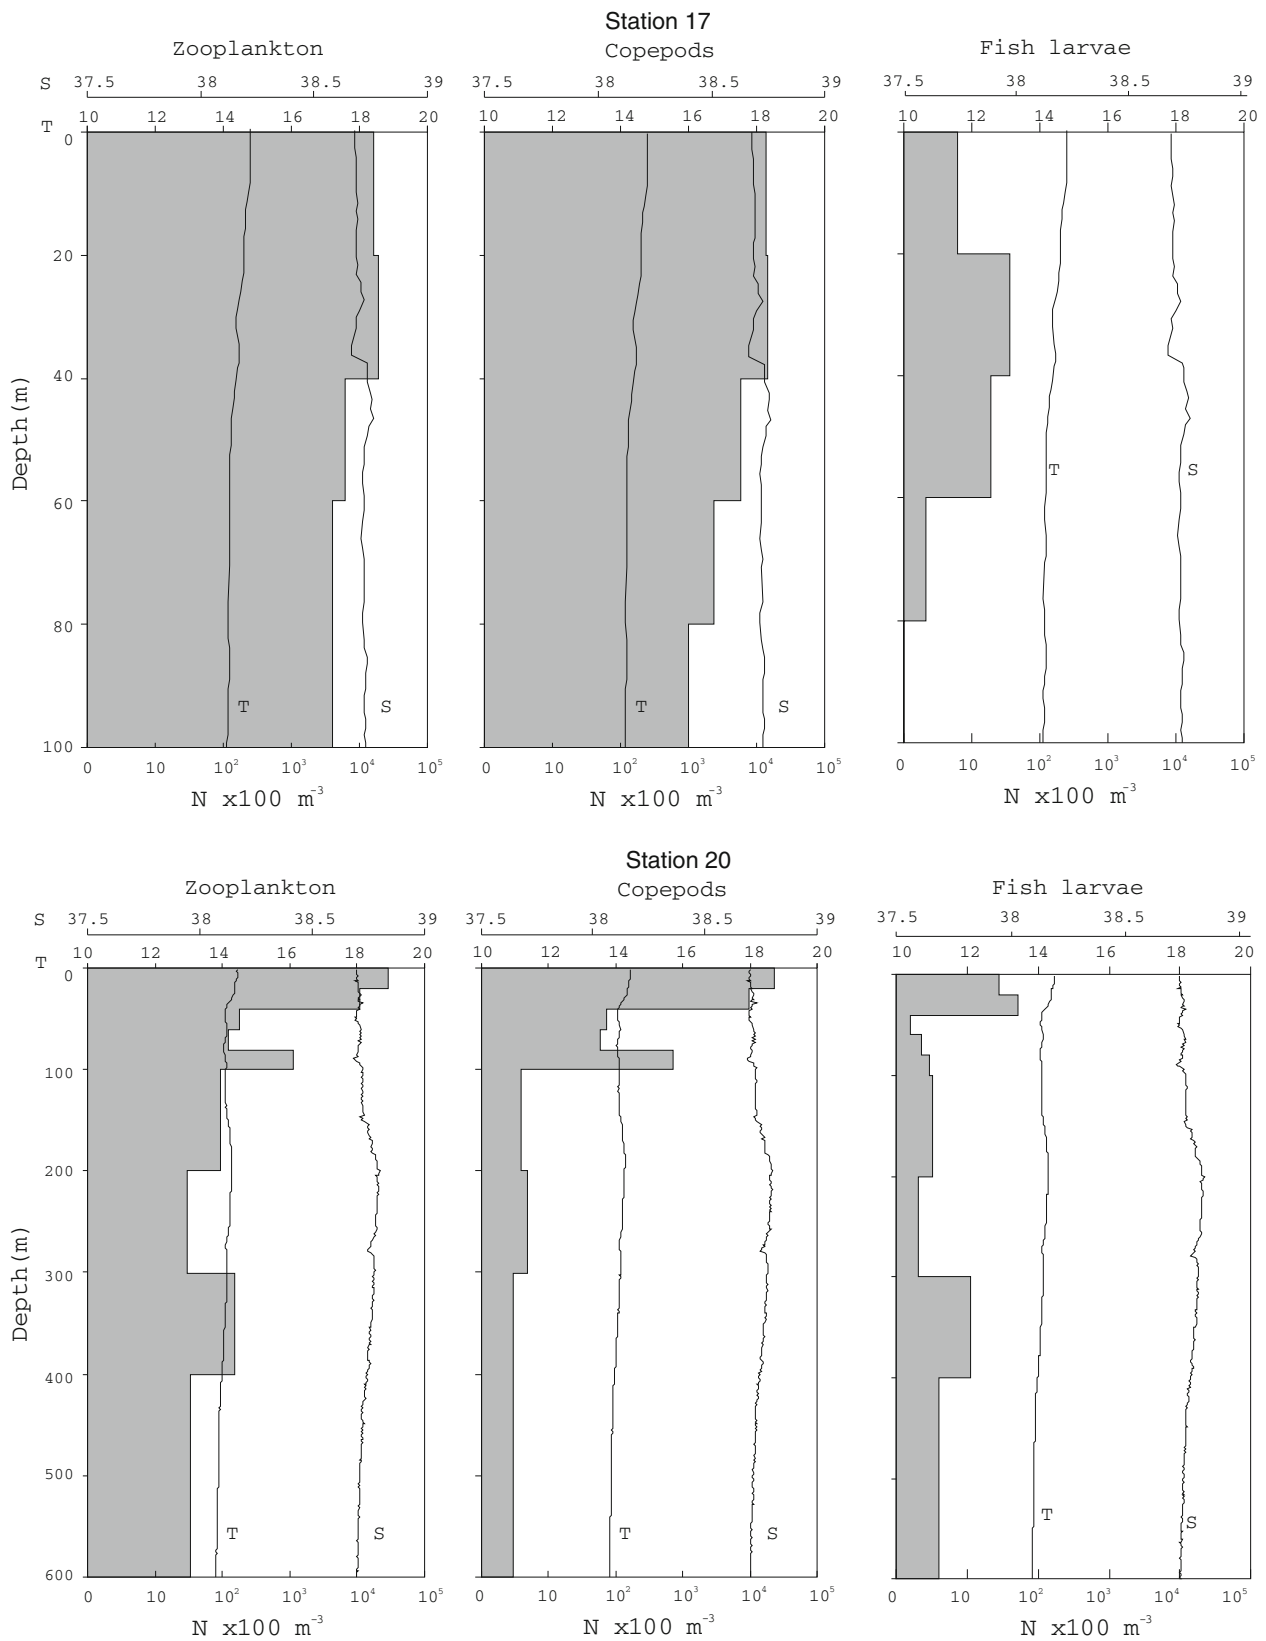 Station 17
Zooplankton Copepods Fish larvae
S 37.5 38 38.5 39 37.5 38 38.5 39 37.5 38 38.5 39
T 10 12 14 16 18 20 10 12 14 16 18 20 10 12 14 16 18 20
0
20
40
60
80
100
Depth(m)
T S T S T S
0 10 10² 10³ 10⁴ 10⁵ 0 10 10² 10³ 10⁴ 10⁵ 0 10 10² 10³ 10⁴ 10⁵
N x100 m⁻³ N x100 m⁻³ N x100 m⁻³
Station 20
Zooplankton Copepods Fish larvae
S 37.5 38 38.5 39 37.5 38 38.5 39 37.5 38 38.5 39
T 10 12 14 16 18 20 10 12 14 16 18 20 10 12 14 16 18 20
0
100
200
300
400
500
600
Depth(m)
T S T S T S
0 10 10² 10³ 10⁴ 10⁵ 0 10 10² 10³ 10⁴ 10⁵ 0 10 10² 10³ 10⁴ 10⁵
N x100 m⁻³ N x100 m⁻³ N x100 m⁻³